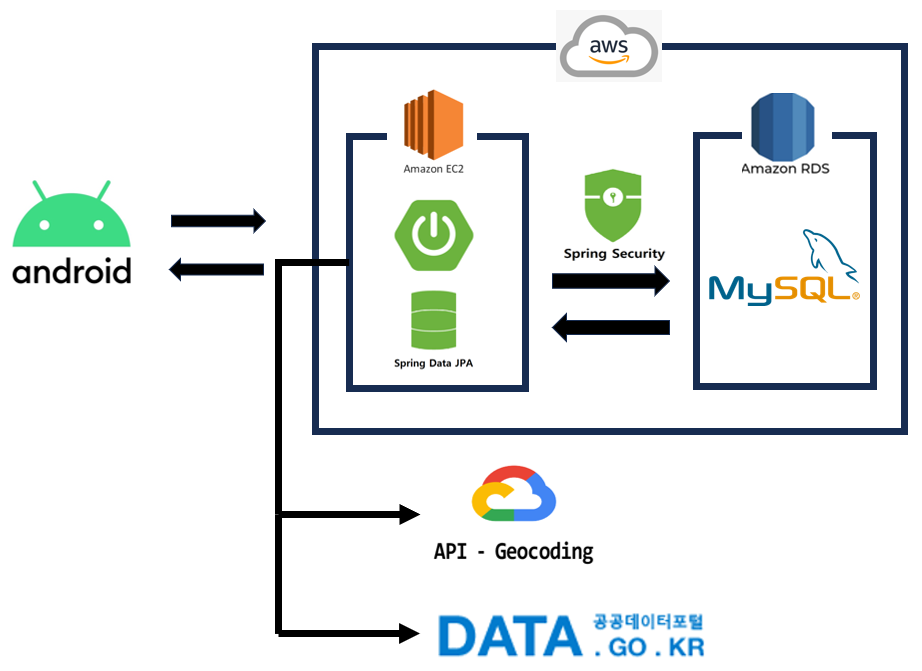 aws
Amazon EC2
Amazon RDS
android
Spring Security
MySQL®
Spring Data JPA
API - Geocoding
DATA 공공데이터포털
.GO.KR